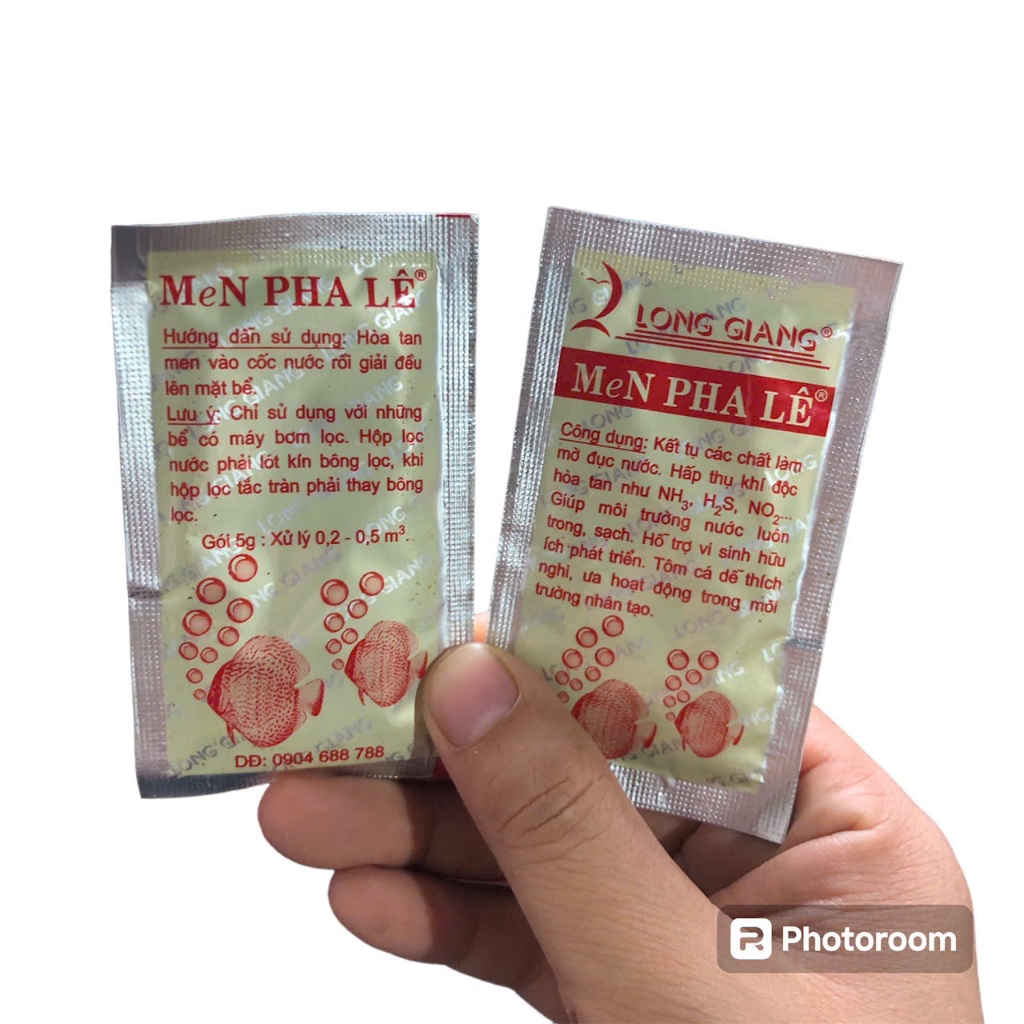 MeN PHA LÊ®
Hướng dẫn sử dụng: Hòa tan
men vào cốc nước rồi giải đều
lên mặt bể.
Lưu ý: Chỉ sử dụng với những
bể có máy bơm lọc. Hộp lọc
nước phải lót kín bông lọc, khi
hộp lọc tắc tràn phải thay bông
lọc.
Gói 5g : Xử lý 0,2 - 0,5 m³.
DĐ: 0904 688 788
LONG GIANG®
MeN PHA LÊ®
Công dụng: Kết tụ các chất làm
mờ đục nước. Hấp thụ khí độc
hòa tan như NH₃, H₂S, NO₂...
Giúp môi trường nước luôn
trong, sạch. Hỗ trợ vi sinh hữu
ích phát triển. Tôm cá dễ thích
nghi, ưa hoạt động trong môi
trường nhân tạo.
Photoroom